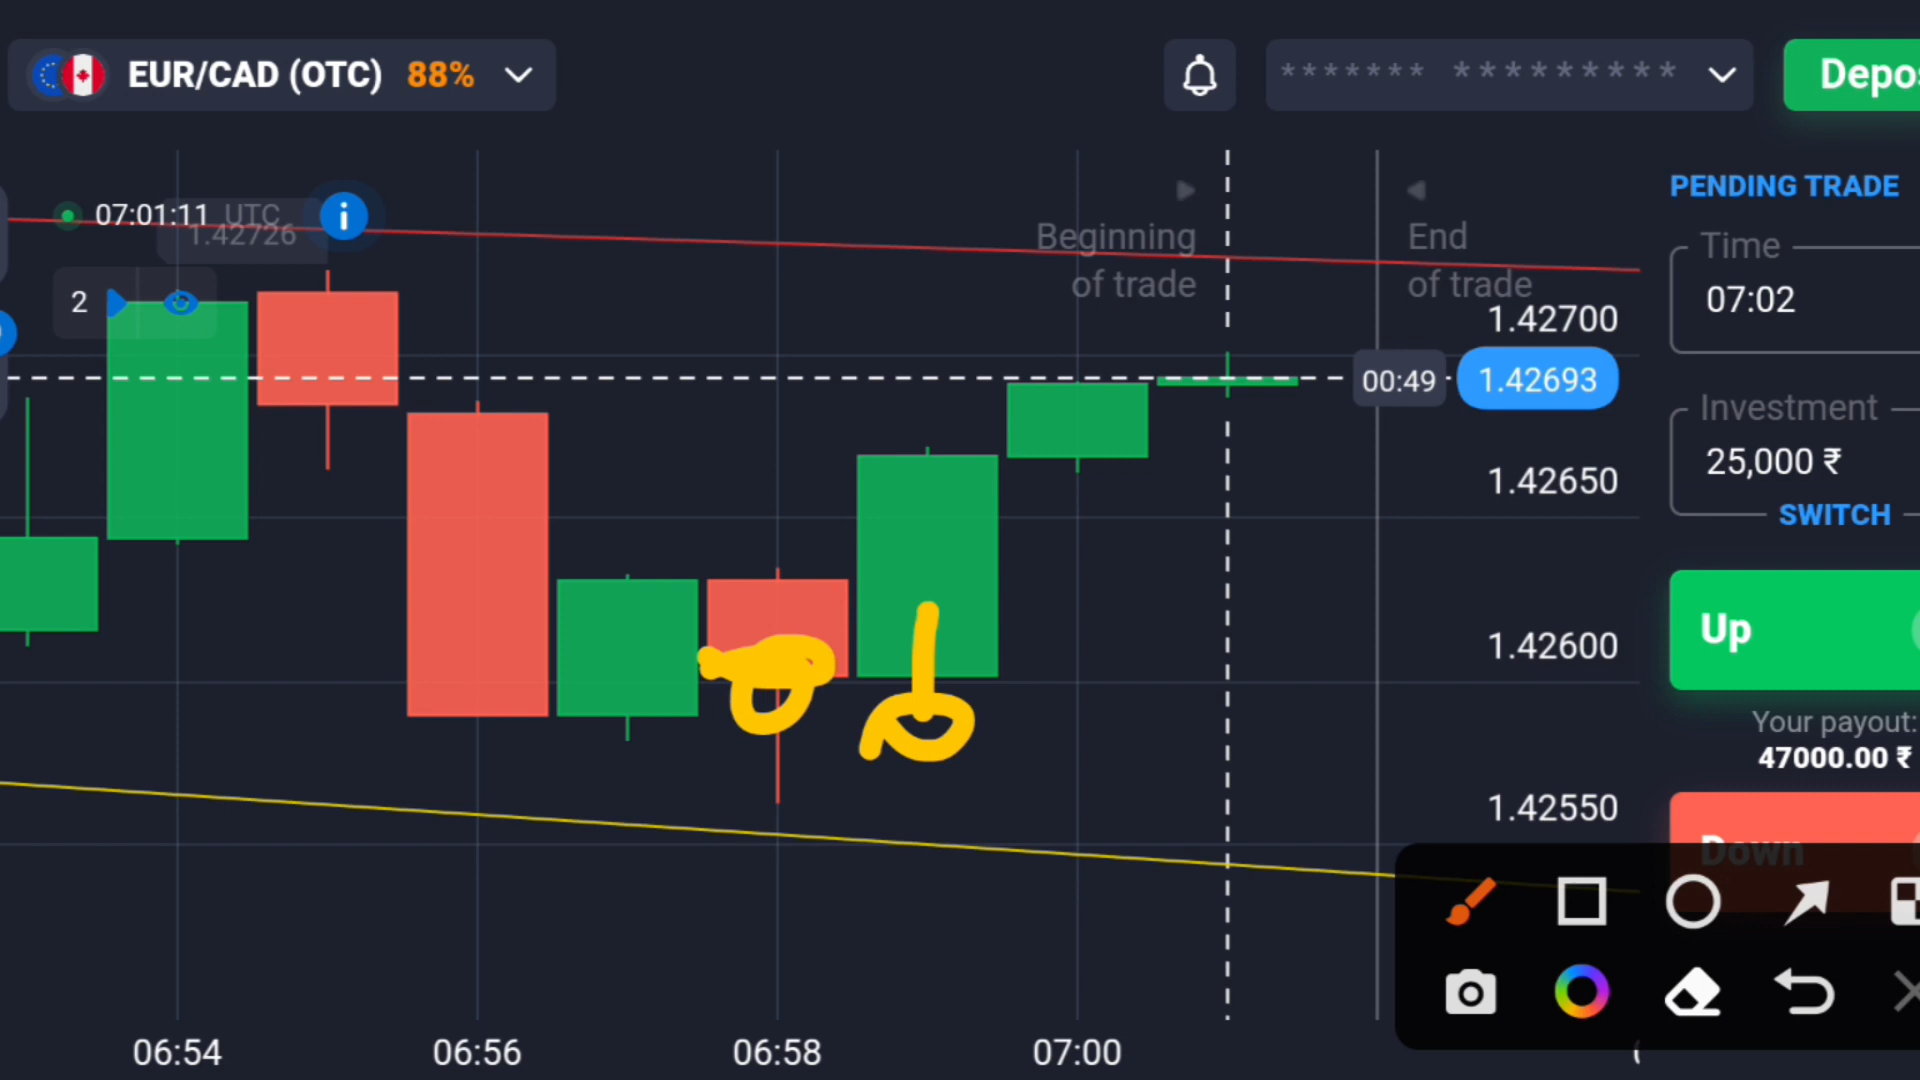 EUR/CAD (OTC) 88%
******* *********
Depos
07:01:11 UTC
1.42726
2
Beginning
of trade
End
of trade
1.42700
00:49
1.42693
1.42650
1.42600
1.42550
PENDING TRADE
Time
07:02
Investment
25,000 ₹
SWITCH
Up
Your payout:
47000.00 ₹
Down
06:54
06:56
06:58
07:00